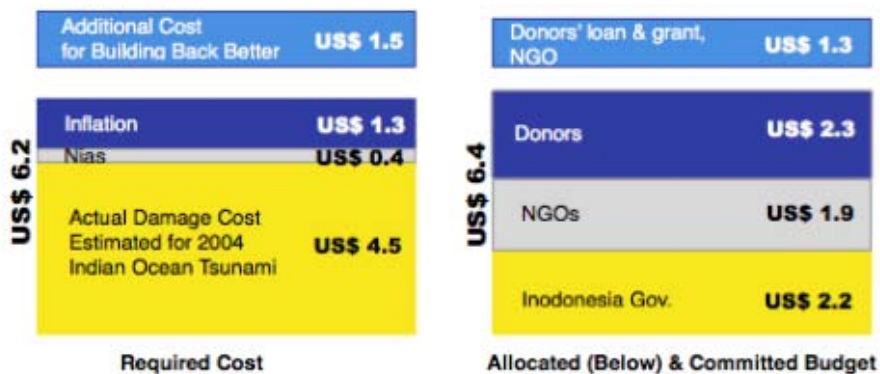 Additional Cost
for Building Back Better
US$ 1.5
US$ 6.2
Inflation
US$ 1.3
Nias
US$ 0.4
Actual Damage Cost
Estimated for 2004
Indian Ocean Tsunami
US$ 4.5
Required Cost
Donors' loan & grant,
NGO
US$ 1.3
US$ 6.4
Donors
US$ 2.3
NGOs
US$ 1.9
Inodonesia Gov.
US$ 2.2
Allocated (Below) & Committed Budget